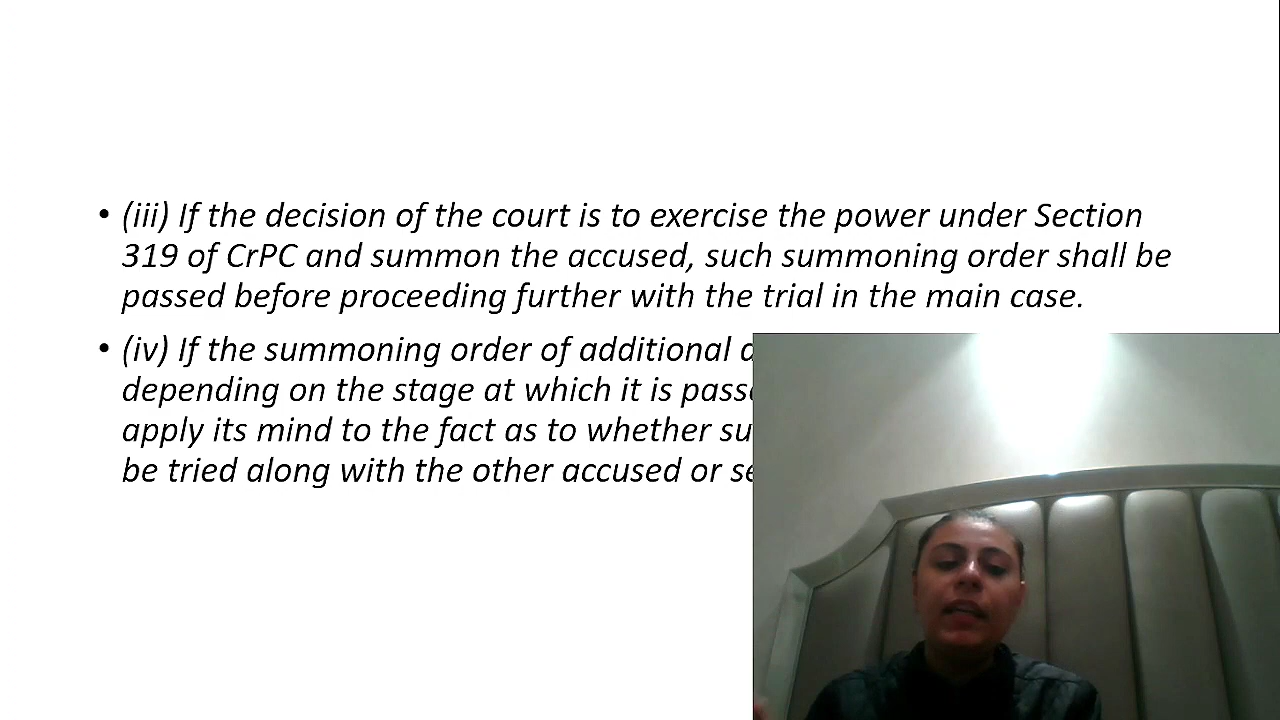 • (iii) If the decision of the court is to exercise the power under Section
319 of CrPC and summon the accused, such summoning order shall be
passed before proceeding further with the trial in the main case.
• (iv) If the summoning order of additional
depending on the stage at which it is
apply its mind to the fact as to whether
be tried along with the other accused or